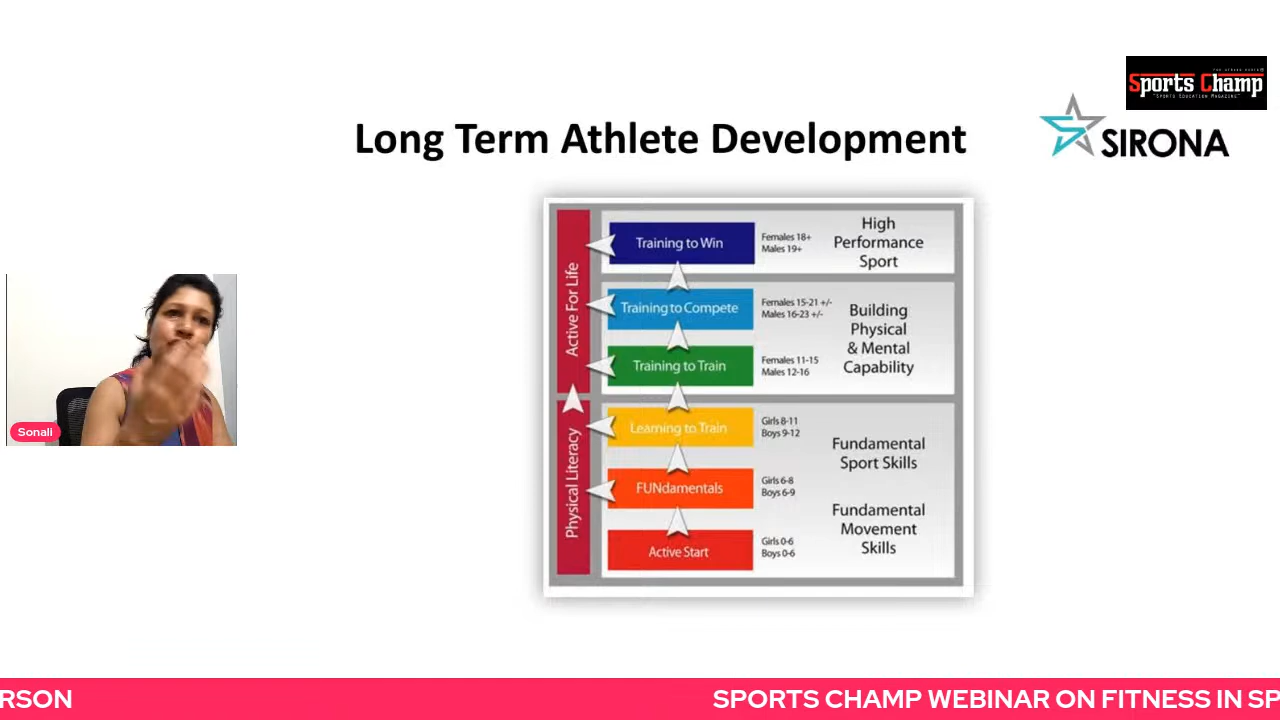 Sports Champ
"SPORTS EDUCATION MAGAZINE"
SIRONA
Long Term Athlete Development
Active For Life
Physical Literacy
Training to Win
Females 18+
Males 19+
High
Performance
Sport
Training to Compete
Females 15-21 +/-
Males 16-23 +/-
Training to Train
Females 11-15
Males 12-16
Building
Physical
& Mental
Capability
Learning to Train
Girls 8-11
Boys 9-12
Fundamental
Sport Skills
FUNdamentals
Girls 6-8
Boys 6-9
Active Start
Girls 0-6
Boys 0-6
Fundamental
Movement
Skills
Sonali
RSON
SPORTS CHAMP WEBINAR ON FITNESS IN SP